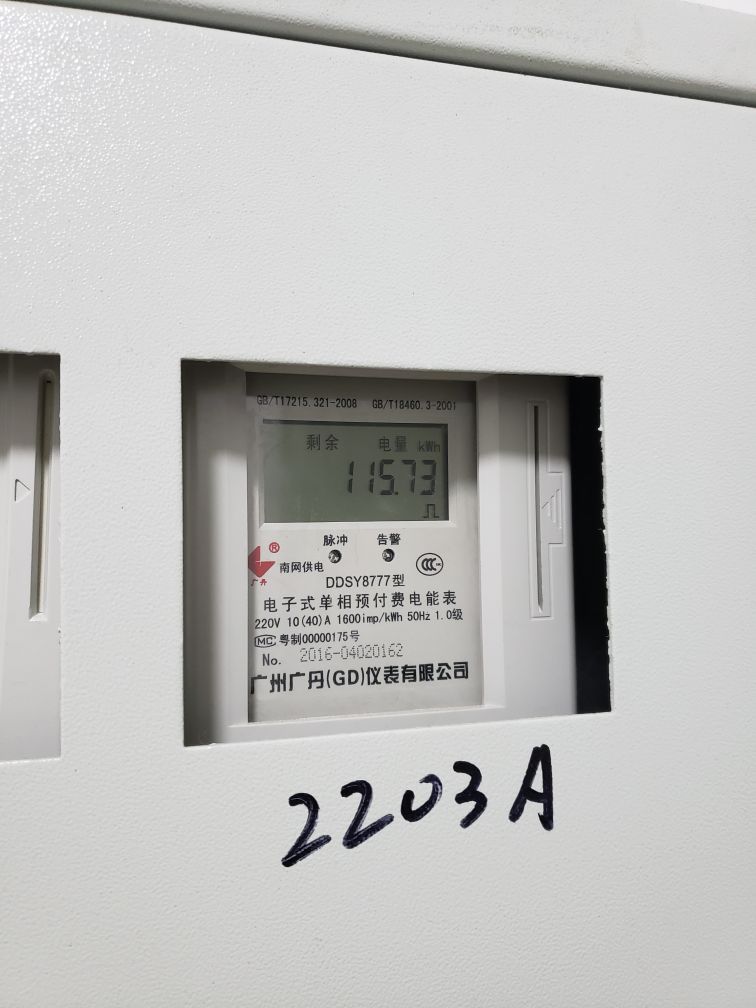 GB/T17215.321-2008 GB/T18460.3-2001
剩余 电量 kWh
115.73
脉冲 告警
®
广丹
南网供电
CCC
DDSY8777型
电子式单相预付费电能表
220V 10(40)A 1600imp/kWh 50Hz 1.0级
MC 粤制00000175号
No. 2016-04020162
广州广丹(GD)仪表有限公司
2203A